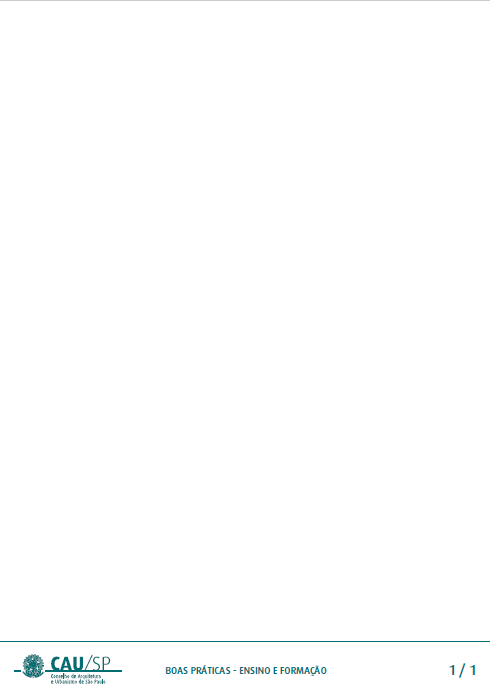 CAU/SP
Conselho de Arquitetura
e Urbanismo de São Paulo
BOAS PRÁTICAS - ENSINO E FORMAÇÃO
1 / 1